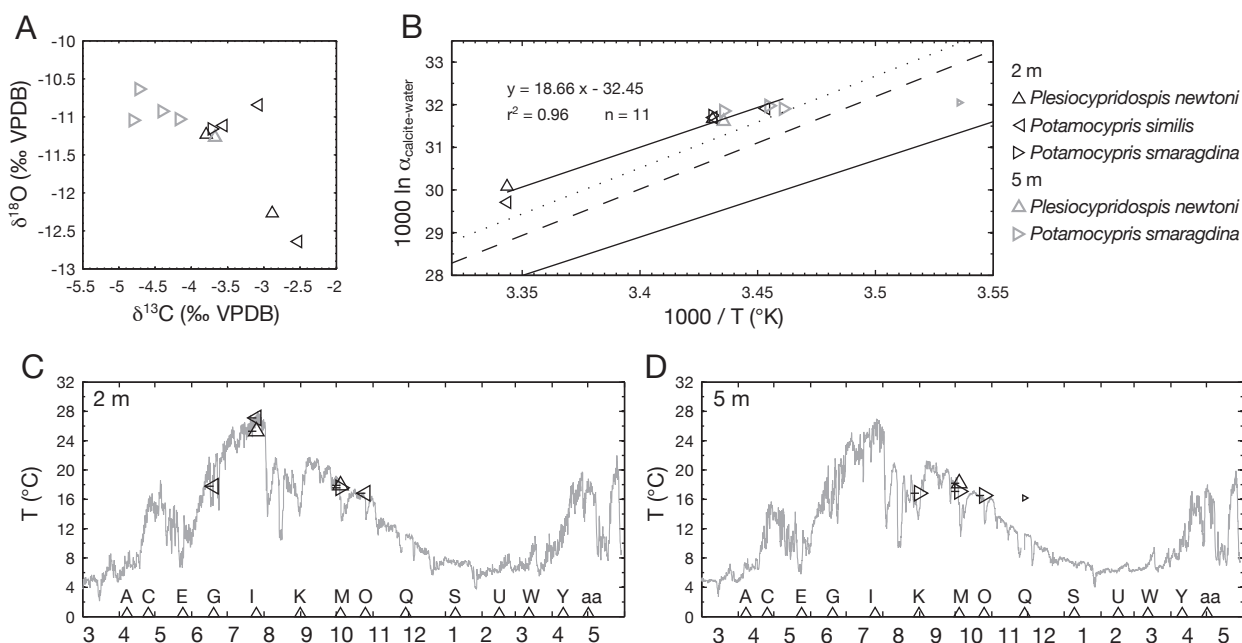 A
-10
-10.5
-11
-11.5
-12
-12.5
-13
-5.5 -5 -4.5 -4 -3.5 -3 -2.5 -2
δ18O (‰ VPDB)
δ13C (‰ VPDB)
B
33
32
31
30
29
28
3.35 3.4 3.45 3.5 3.55
y = 18.66 x - 32.45
r2 = 0.96 n = 11
1000 ln αcalcite-water
1000 / T (°K)
2 m
Plesiocypridospis newtoni
Potamocypris similis
Potamocypris smaragdina
5 m
Plesiocypridospis newtoni
Potamocypris smaragdina
C
2 m
32
28
24
20
16
12
8
4
0
T (°C)
A C E G I K M O Q S U W Y aa
3 4 5 6 7 8 9 10 11 12 1 2 3 4 5
D
5 m
32
28
24
20
16
12
8
4
0
T (°C)
A C E G I K M O Q S U W Y aa
3 4 5 6 7 8 9 10 11 12 1 2 3 4 5